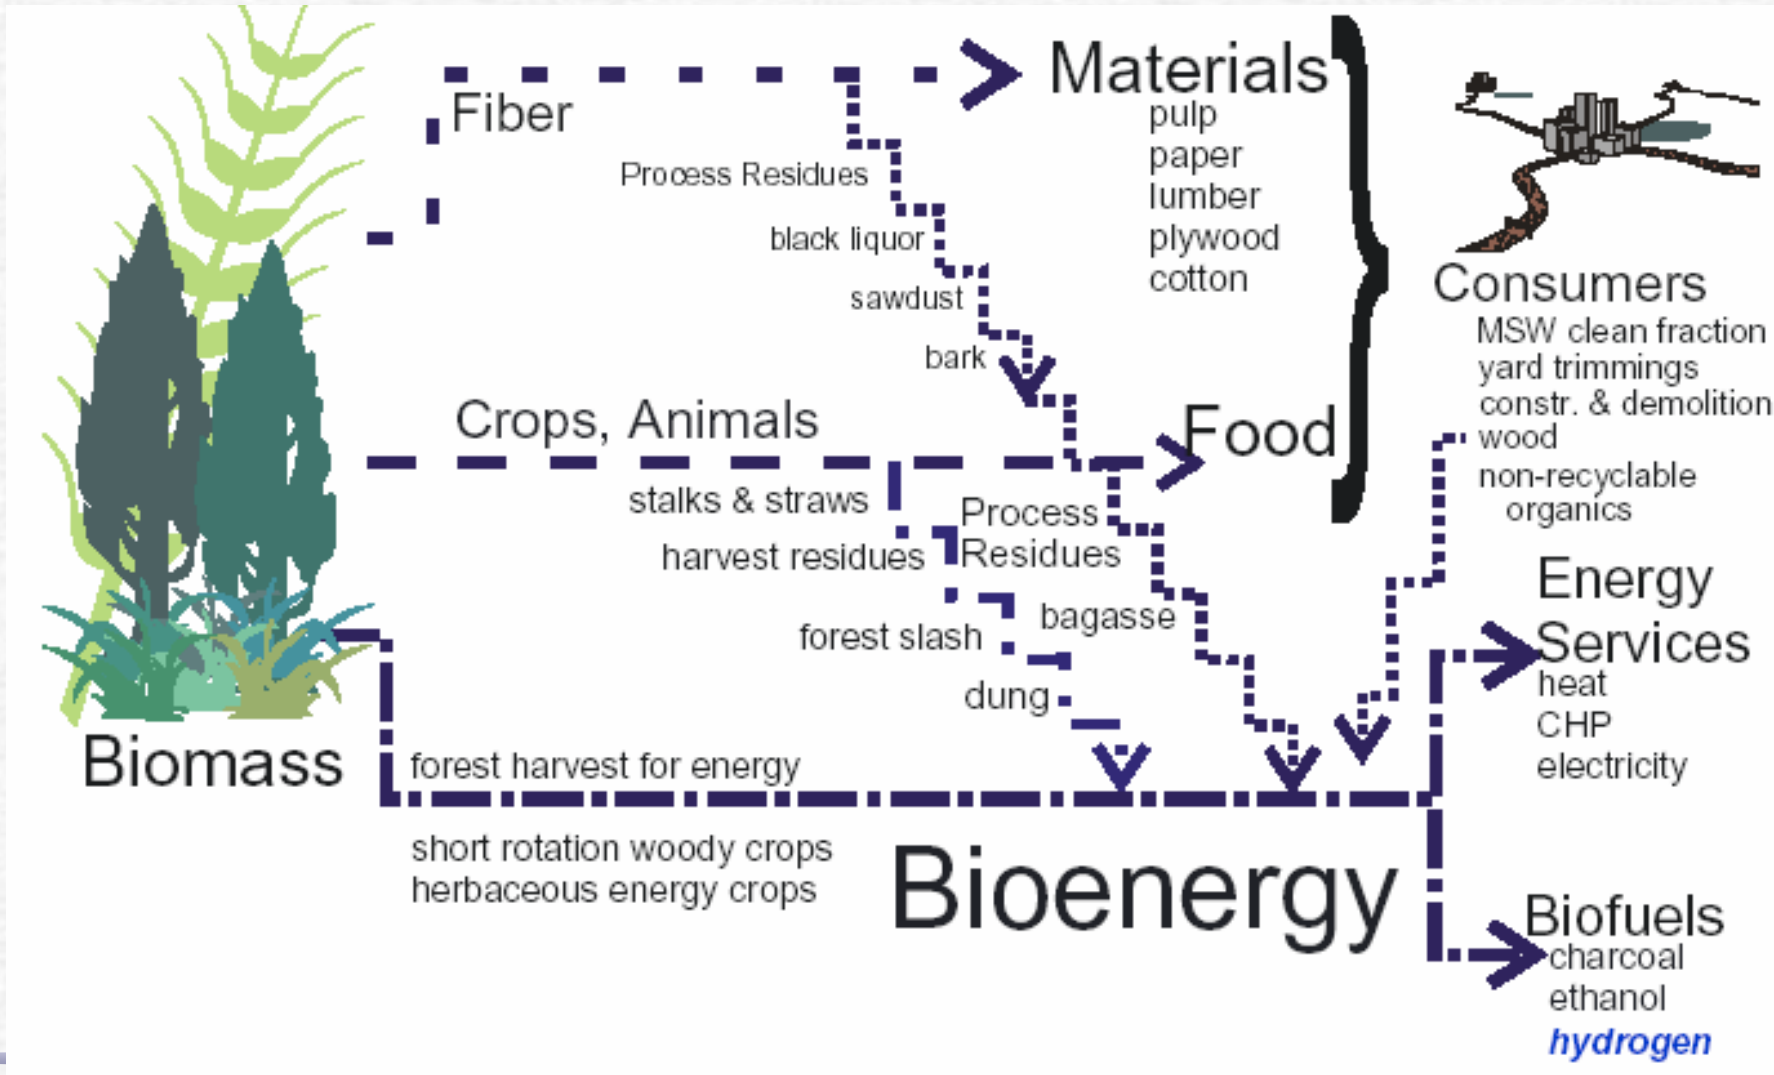 Fiber
Process Residues
black liquor
sawdust
bark
Materials
pulp
paper
lumber
plywood
cotton
Crops, Animals
Food
stalks & straws
harvest residues
forest slash
dung
Process
Residues
bagasse
Consumers
MSW clean fraction
yard trimmings
constr. & demolition
wood
non-recyclable
organics
Energy
Services
heat
CHP
electricity
Biomass
forest harvest for energy
short rotation woody crops
herbaceous energy crops
Bioenergy
Biofuels
charcoal
ethanol
hydrogen